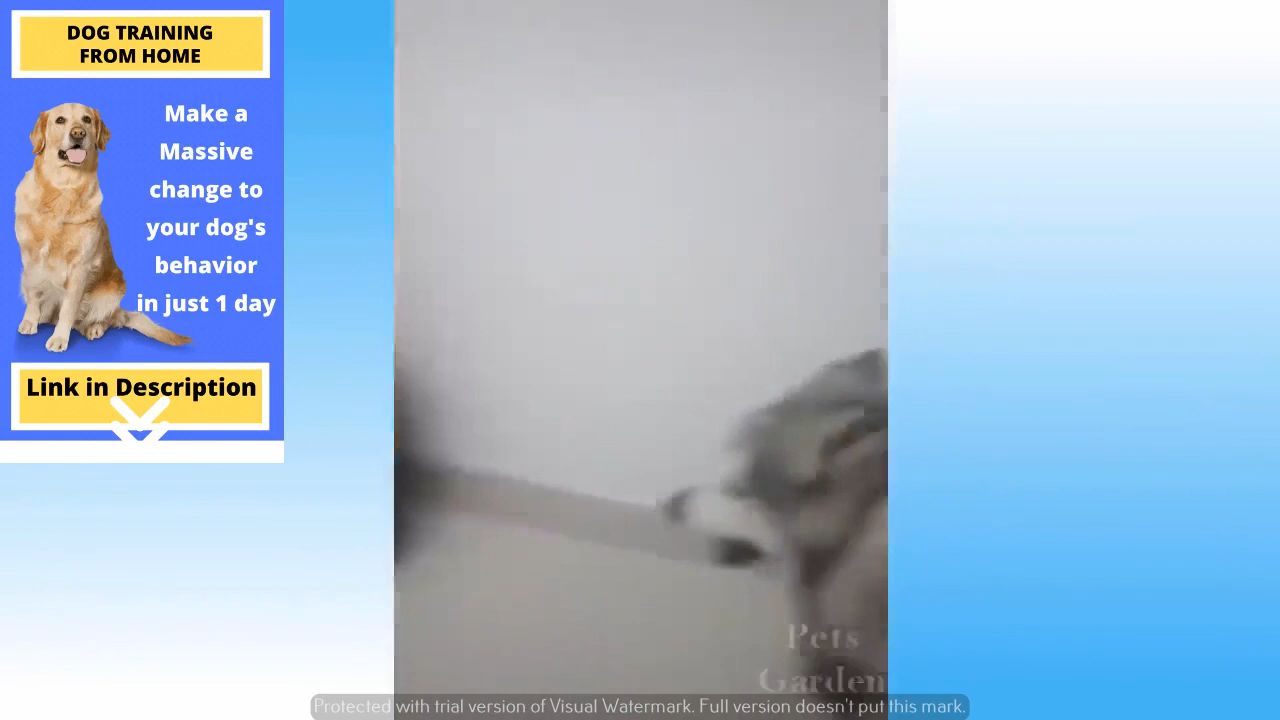 DOG TRAINING
FROM HOME
Make a
Massive
change to
your dog's
behavior
in just 1 day
Link in Description
Pets
Garden
Protected with trial version of Visual Watermark. Full version doesn't put this mark.